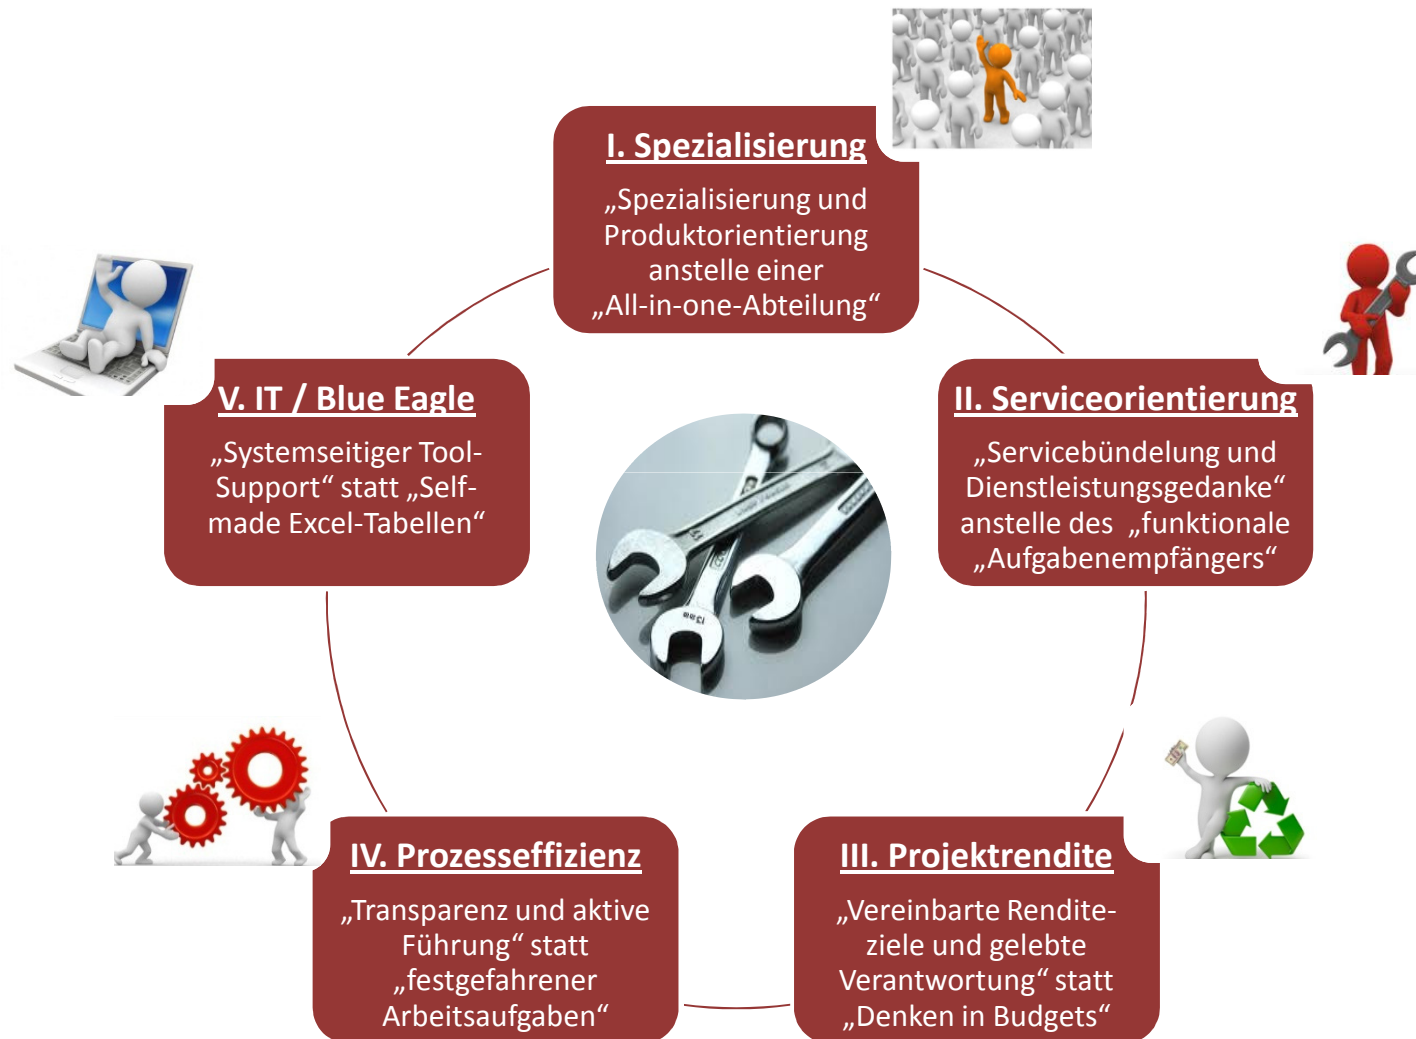 I. Spezialisierung
„Spezialisierung und
Produktorientierung
anstelle einer
„All-in-one-Abteilung“
II. Serviceorientierung
„Servicebündelung und
Dienstleistungsgedanke“
anstelle des „funktionale
„Aufgabenempfängers“
III. Projektrendite
„Vereinbarte Rendite-
ziele und gelebte
Verantwortung“ statt
„Denken in Budgets“
IV. Prozesseffizienz
„Transparenz und aktive
Führung“ statt
„festgefahrener
Arbeitsaufgaben“
V. IT / Blue Eagle
„Systemseitiger Tool-
Support“ statt „Self-
made Excel-Tabellen“